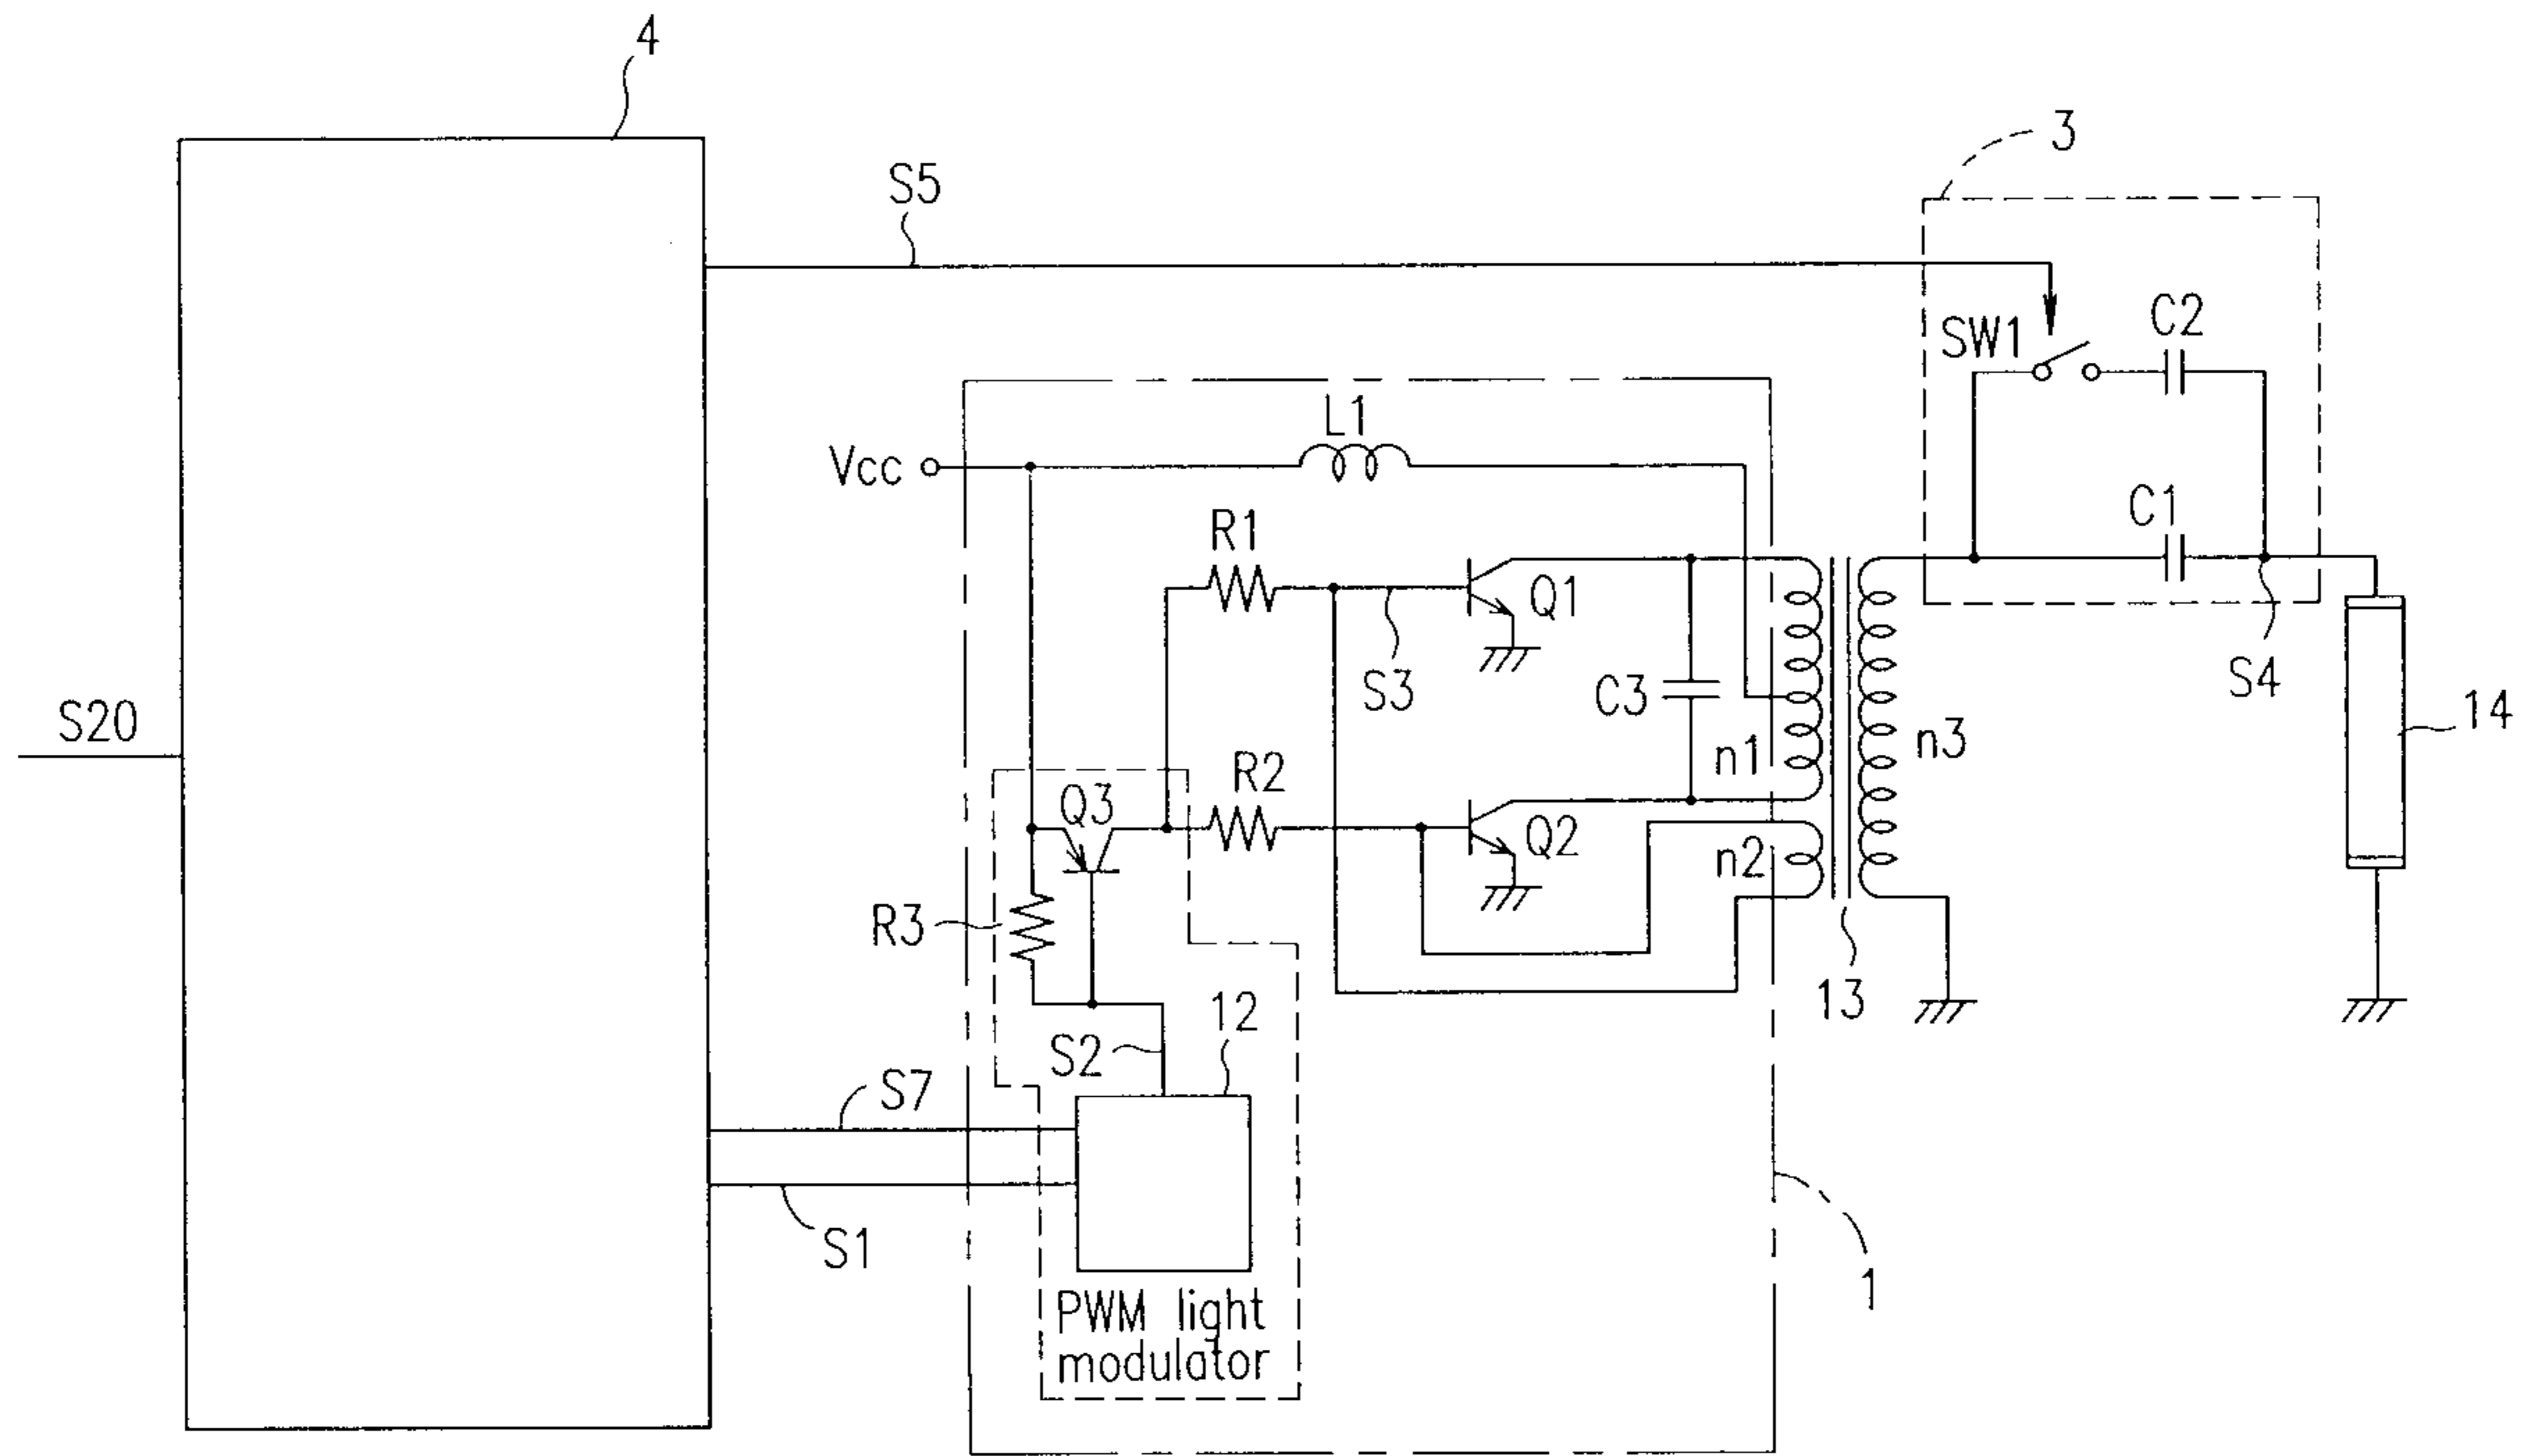 4
3
S5
SW1
C2
L1
Vcc
R1
C1
Q1
S3
C3
S4
14
S20
n1
n3
R2
Q3
Q2
n2
R3
13
12
S2
S7
S1
1
PWM light
modulator